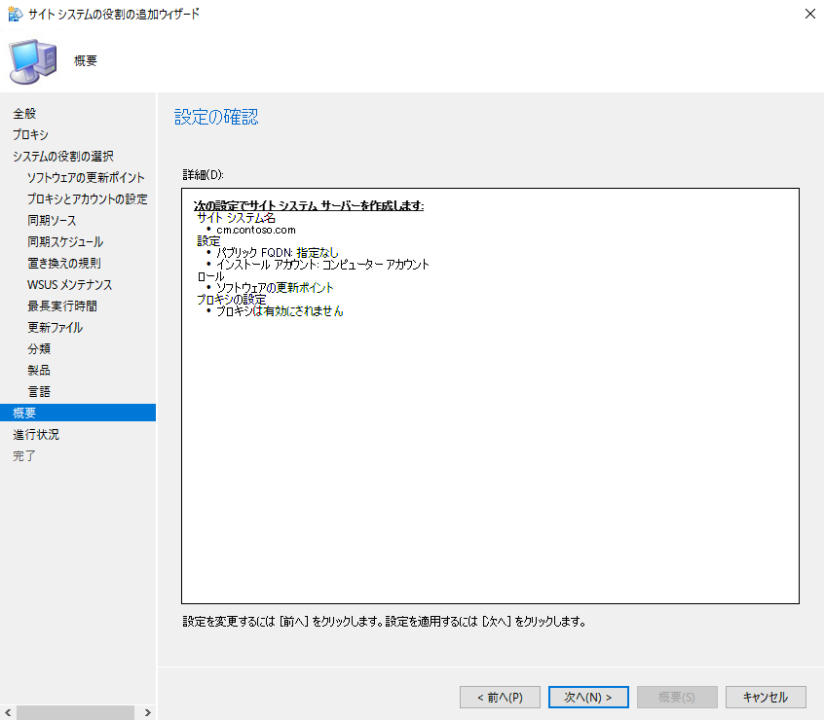 サイト システムの役割の追加ウィザード
概要
全般
プロキシ
システムの役割の選択
ソフトウェアの更新ポイント
プロキシとアカウントの設定
同期ソース
同期スケジュール
置き換えの規則
WSUS メンテナンス
最長実行時間
更新ファイル
分類
製品
言語
概要
進行状況
完了
設定の確認
詳細(D):
次の設定でサイト システム サーバーを作成します:
サイト システム名
• cm.contoso.com
設定
• パブリック FQDN: 指定なし
• インストール アカウント: コンピューター アカウント
ロール
• ソフトウェアの更新ポイント
プロキシの設定
• プロキシは有効にされません
設定を変更するには [前へ] をクリックします。設定を適用するには [次へ] をクリックします。
< 前へ(P)
次へ(N) >
概要(S)
キャンセル